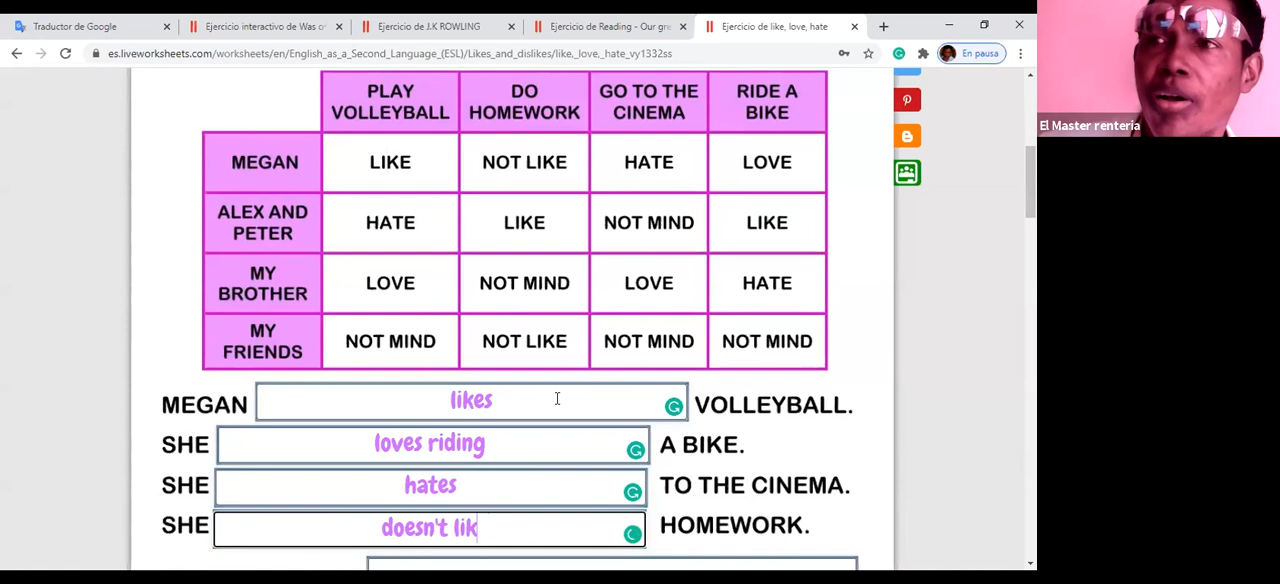 Traductor de Google
Ejercicio interactivo de Was o
Ejercicio de J.K ROWLING
Ejercicio de Reading - Our gre
Ejercicio de like, love, hate
es.liveworksheets.com/worksheets/en/English_as_a_Second_Language_(ESL)/Likes_and_dislikes/like,_love,_hate_vy1332ss
En pausa
El Master renteria
PLAY VOLLEYBALL
DO HOMEWORK
GO TO THE CINEMA
RIDE A BIKE
MEGAN LIKE NOT LIKE HATE LOVE
ALEX AND PETER HATE LIKE NOT MIND LIKE
MY BROTHER LOVE NOT MIND LOVE HATE
MY FRIENDS NOT MIND NOT LIKE NOT MIND NOT MIND
MEGAN likes VOLLEYBALL.
SHE loves riding A BIKE.
SHE hates TO THE CINEMA.
SHE doesn't lik HOMEWORK.